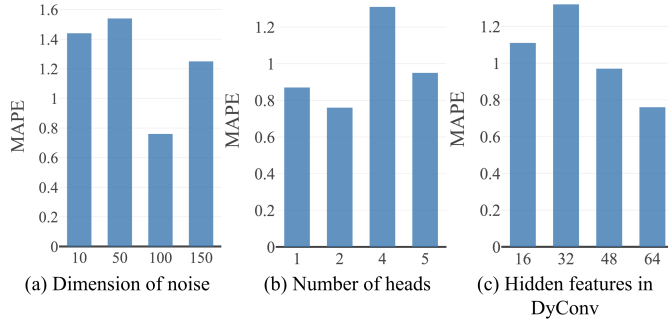 1.6
1.4
1.2
1
0.8
0.6
0.4
0.2
0
MAPE
10 50 100 150
(a) Dimension of noise
1.2
1
0.8
0.6
0.4
0.2
0
MAPE
1 2 4 5
(b) Number of heads
1.2
1
0.8
0.6
0.4
0.2
0
MAPE
16 32 48 64
(c) Hidden features in
DyConv